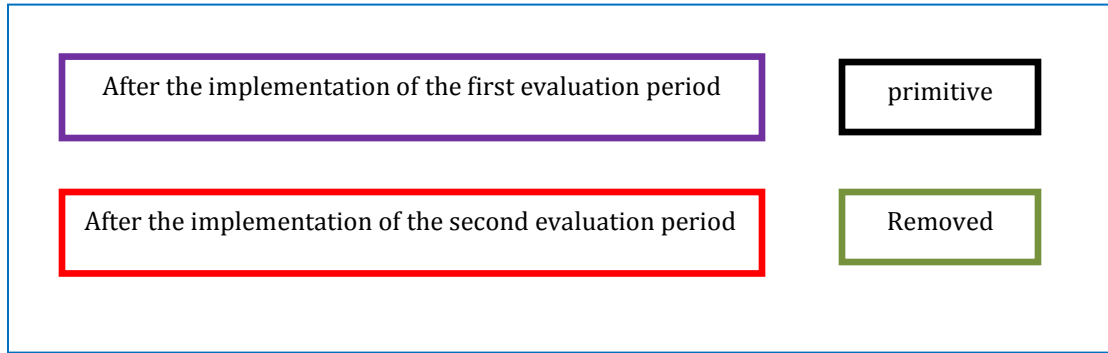 After the implementation of the first evaluation period
primitive
After the implementation of the second evaluation period
Removed